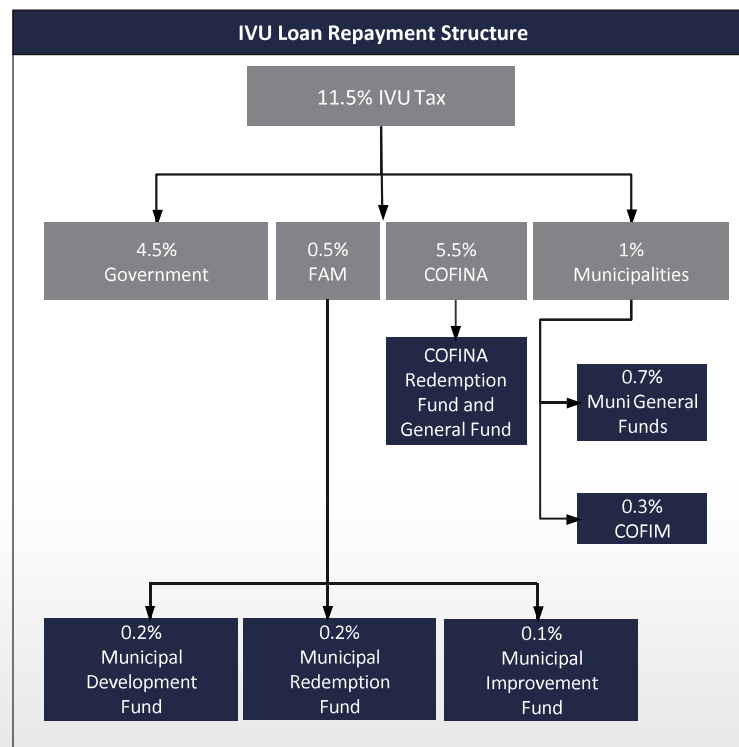 IVU Loan Repayment Structure
11.5% IVU Tax
4.5%
Government
0.5%
FAM
5.5%
COFINA
1%
Municipalities
COFINA
Redemption
Fund and
General Fund
0.7%
Muni General
Funds
0.3%
COFIM
0.2%
Municipal
Development
Fund
0.2%
Municipal
Redemption
Fund
0.1%
Municipal
Improvement
Fund